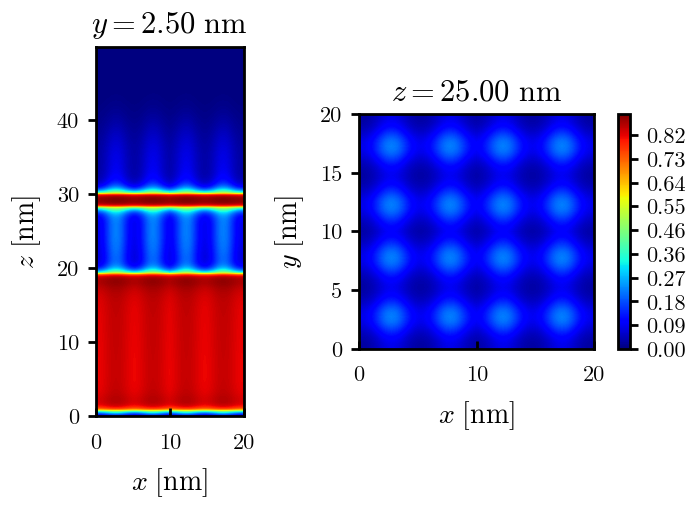 y = 2.50 nm
40
30
20
10
0
z [nm]
0 10 20
x [nm]
z = 25.00 nm
20
15
10
5
0
y [nm]
0 10 20
x [nm]
0.82
0.73
0.64
0.55
0.46
0.36
0.27
0.18
0.09
0.00